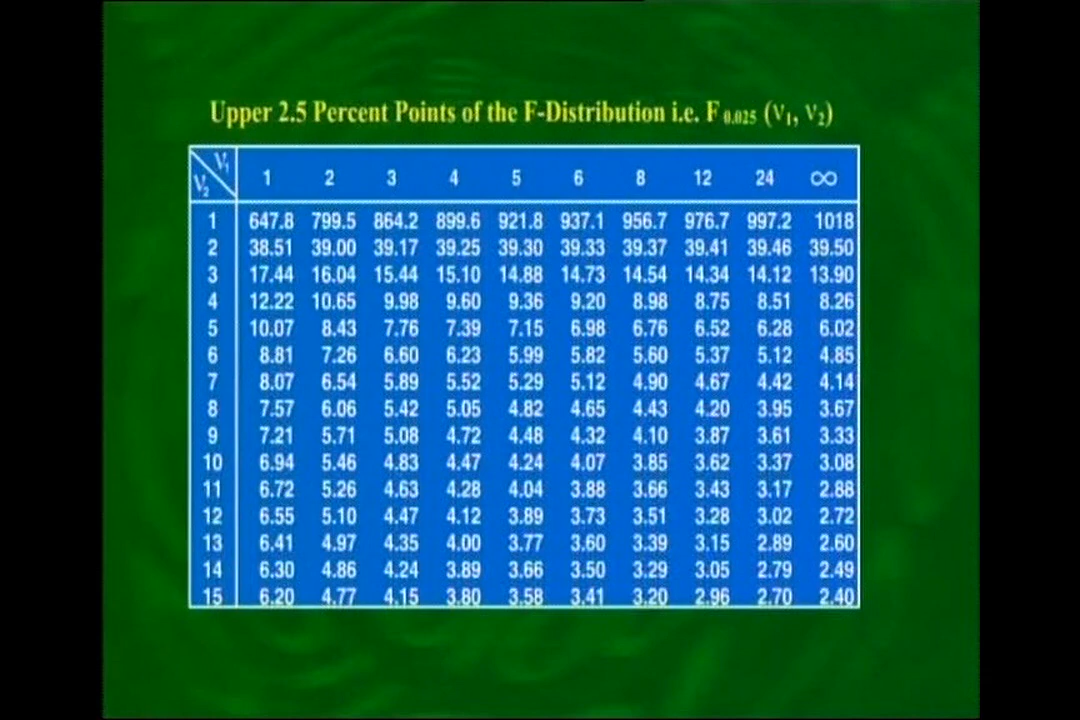 Upper 2.5 Percent Points of the F-Distribution i.e. F 0.025 (V1, V2)
V1
V2 1 2 3 4 5 6 8 12 24 ∞
1 647.8 799.5 864.2 899.6 921.8 937.1 956.7 976.7 997.2 1018
2 38.51 39.00 39.17 39.25 39.30 39.33 39.37 39.41 39.46 39.50
3 17.44 16.04 15.44 15.10 14.88 14.73 14.54 14.34 14.12 13.90
4 12.22 10.65 9.98 9.60 9.36 9.20 8.98 8.75 8.51 8.26
5 10.07 8.43 7.76 7.39 7.15 6.98 6.76 6.52 6.28 6.02
6 8.81 7.26 6.60 6.23 5.99 5.82 5.60 5.37 5.12 4.85
7 8.07 6.54 5.89 5.52 5.29 5.12 4.90 4.67 4.42 4.14
8 7.57 6.06 5.42 5.05 4.82 4.65 4.43 4.20 3.95 3.67
9 7.21 5.71 5.08 4.72 4.48 4.32 4.10 3.87 3.61 3.33
10 6.94 5.46 4.83 4.47 4.24 4.07 3.85 3.62 3.37 3.08
11 6.72 5.26 4.63 4.28 4.04 3.88 3.66 3.43 3.17 2.88
12 6.55 5.10 4.47 4.12 3.89 3.73 3.51 3.28 3.02 2.72
13 6.41 4.97 4.35 4.00 3.77 3.60 3.39 3.15 2.89 2.60
14 6.30 4.86 4.24 3.89 3.66 3.50 3.29 3.05 2.79 2.49
15 6.20 4.77 4.15 3.80 3.58 3.41 3.20 2.96 2.70 2.40